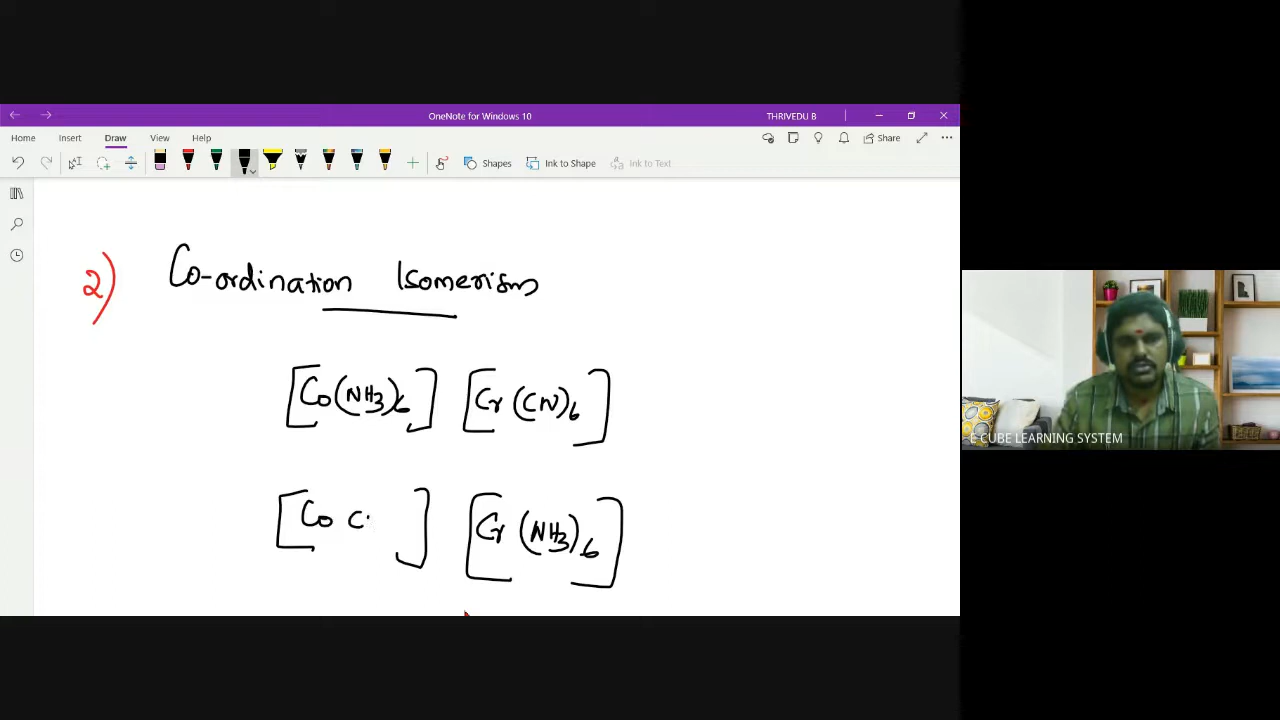 OneNote for Windows 10
THRIVEDU B
Home Insert Draw View Help
Share
Shapes Ink to Shape Ink to Text
2) Co-ordination Isomerism
[Co(NH3)6] [Cr(CN)6]
[Co C ] [Cr(NH3)6]
E CUBE LEARNING SYSTEM